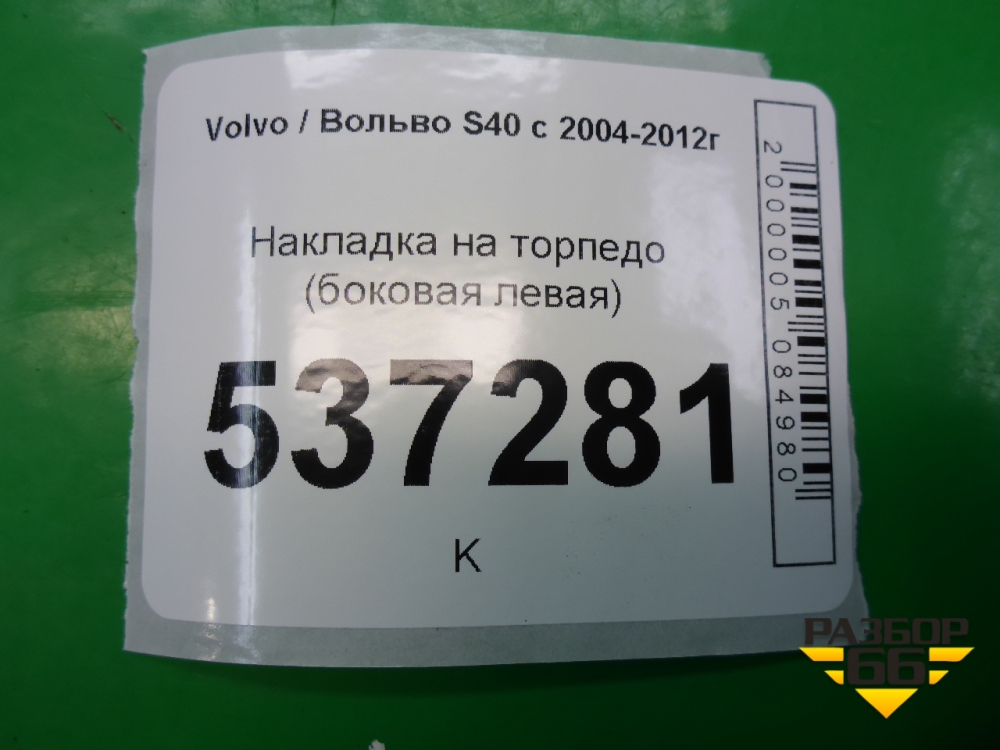 Volvo / Вольво S40 с 2004-2012г
Накладка на торпедо
(боковая левая)
537281
К
2000005084980
РАЗБОР
66